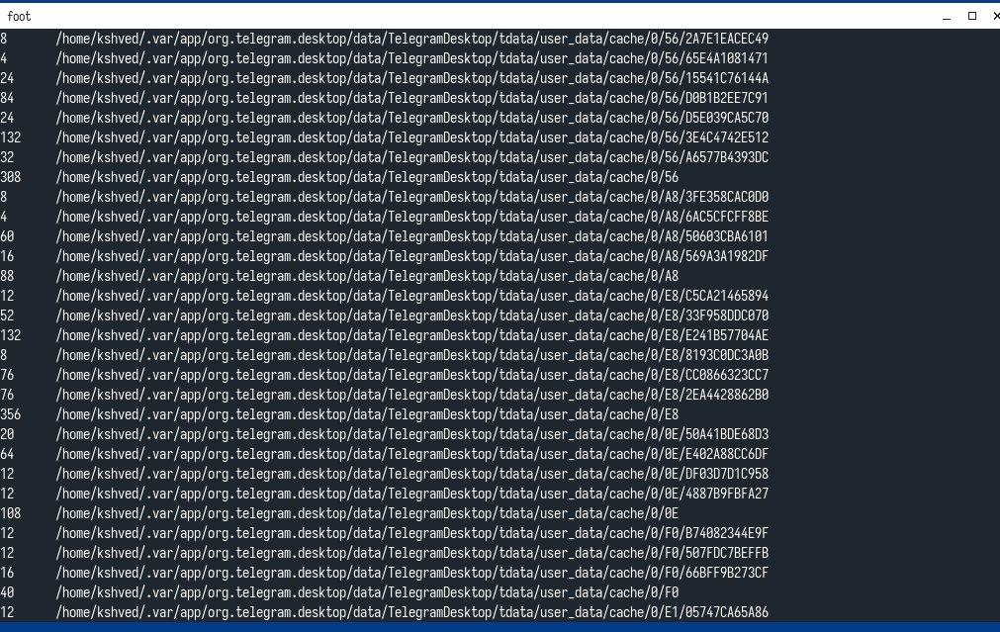 foot
8 /home/kshved/.var/app/org.telegram.desktop/data/TelegramDesktop/tdata/user_data/cache/0/56/2A7E1EACEC49
4 /home/kshved/.var/app/org.telegram.desktop/data/TelegramDesktop/tdata/user_data/cache/0/56/65E4A1081471
24 /home/kshved/.var/app/org.telegram.desktop/data/TelegramDesktop/tdata/user_data/cache/0/56/15541C76144A
84 /home/kshved/.var/app/org.telegram.desktop/data/TelegramDesktop/tdata/user_data/cache/0/56/D0B1B2EE7C91
24 /home/kshved/.var/app/org.telegram.desktop/data/TelegramDesktop/tdata/user_data/cache/0/56/D5E039CA5C70
132 /home/kshved/.var/app/org.telegram.desktop/data/TelegramDesktop/tdata/user_data/cache/0/56/3E4C4742E512
32 /home/kshved/.var/app/org.telegram.desktop/data/TelegramDesktop/tdata/user_data/cache/0/56/A6577B4393DC
308 /home/kshved/.var/app/org.telegram.desktop/data/TelegramDesktop/tdata/user_data/cache/0/56
8 /home/kshved/.var/app/org.telegram.desktop/data/TelegramDesktop/tdata/user_data/cache/0/A8/3FE358CAC0D0
4 /home/kshved/.var/app/org.telegram.desktop/data/TelegramDesktop/tdata/user_data/cache/0/A8/6AC5CFCFF8BE
60 /home/kshved/.var/app/org.telegram.desktop/data/TelegramDesktop/tdata/user_data/cache/0/A8/50603CBA6101
16 /home/kshved/.var/app/org.telegram.desktop/data/TelegramDesktop/tdata/user_data/cache/0/A8/569A3A1982DF
88 /home/kshved/.var/app/org.telegram.desktop/data/TelegramDesktop/tdata/user_data/cache/0/A8
12 /home/kshved/.var/app/org.telegram.desktop/data/TelegramDesktop/tdata/user_data/cache/0/E8/C5CA21465894
52 /home/kshved/.var/app/org.telegram.desktop/data/TelegramDesktop/tdata/user_data/cache/0/E8/33F958DDC070
132 /home/kshved/.var/app/org.telegram.desktop/data/TelegramDesktop/tdata/user_data/cache/0/E8/E241B57704AE
8 /home/kshved/.var/app/org.telegram.desktop/data/TelegramDesktop/tdata/user_data/cache/0/E8/8193C0DC3A0B
76 /home/kshved/.var/app/org.telegram.desktop/data/TelegramDesktop/tdata/user_data/cache/0/E8/CC0866323CC7
76 /home/kshved/.var/app/org.telegram.desktop/data/TelegramDesktop/tdata/user_data/cache/0/E8/2EA4428862B0
356 /home/kshved/.var/app/org.telegram.desktop/data/TelegramDesktop/tdata/user_data/cache/0/E8
20 /home/kshved/.var/app/org.telegram.desktop/data/TelegramDesktop/tdata/user_data/cache/0/0E/50A41BDE68D3
64 /home/kshved/.var/app/org.telegram.desktop/data/TelegramDesktop/tdata/user_data/cache/0/0E/E402A88CC6DF
12 /home/kshved/.var/app/org.telegram.desktop/data/TelegramDesktop/tdata/user_data/cache/0/0E/DF03D7D1C958
12 /home/kshved/.var/app/org.telegram.desktop/data/TelegramDesktop/tdata/user_data/cache/0/0E/4887B9FBFA27
108 /home/kshved/.var/app/org.telegram.desktop/data/TelegramDesktop/tdata/user_data/cache/0/0E
12 /home/kshved/.var/app/org.telegram.desktop/data/TelegramDesktop/tdata/user_data/cache/0/F0/B74082344E9F
12 /home/kshved/.var/app/org.telegram.desktop/data/TelegramDesktop/tdata/user_data/cache/0/F0/507FDC7BEFFB
16 /home/kshved/.var/app/org.telegram.desktop/data/TelegramDesktop/tdata/user_data/cache/0/F0/66BFF9B273CF
40 /home/kshved/.var/app/org.telegram.desktop/data/TelegramDesktop/tdata/user_data/cache/0/F0
12 /home/kshved/.var/app/org.telegram.desktop/data/TelegramDesktop/tdata/user_data/cache/0/E1/05747CA65A86